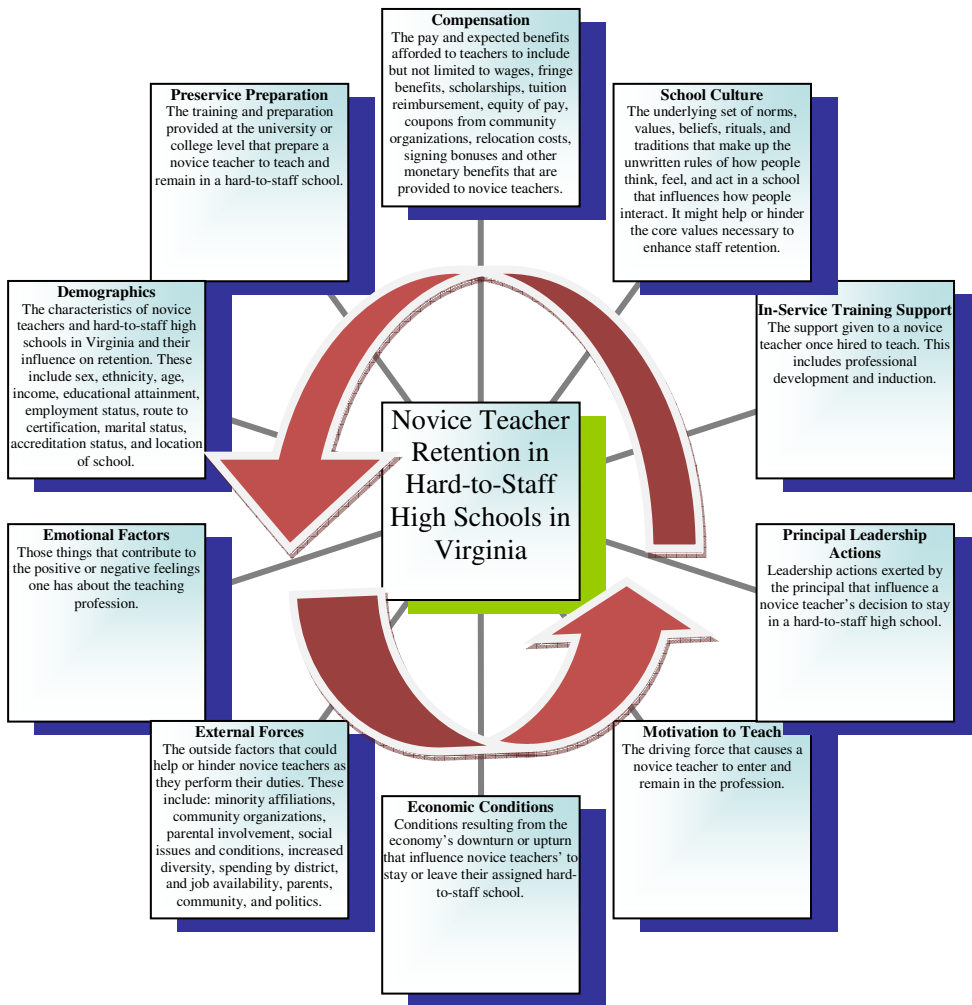 Compensation
The pay and expected benefits
afforded to teachers to include
but not limited to wages, fringe
benefits, scholarships, tuition
reimbursement, equity of pay,
coupons from community
organizations, relocation costs,
signing bonuses and other
monetary benefits that are
provided to novice teachers.
Preservice Preparation
The training and preparation
provided at the university or
college level that prepare a
novice teacher to teach and
remain in a hard-to-staff school.
School Culture
The underlying set of norms,
values, beliefs, rituals, and
traditions that make up the
unwritten rules of how people
think, feel, and act in a school
that influences how people
interact. It might help or hinder
the core values necessary to
enhance staff retention.
Demographics
The characteristics of novice
teachers and hard-to-staff high
schools in Virginia and their
influence on retention. These
include sex, ethnicity, age,
income, educational attainment,
employment status, route to
certification, marital status,
accreditation status, and location
of school.
In-Service Training Support
The support given to a novice
teacher once hired to teach. This
includes professional
development and induction.
Novice Teacher
Retention in
Hard-to-Staff
High Schools in
Virginia
Emotional Factors
Those things that contribute to
the positive or negative feelings
one has about the teaching
profession.
Principal Leadership
Actions
Leadership actions exerted by
the principal that influence a
novice teacher’s decision to stay
in a hard-to-staff high school.
External Forces
The outside factors that could
help or hinder novice teachers as
they perform their duties. These
include: minority affiliations,
community organizations,
parental involvement, social
issues and conditions, increased
diversity, spending by district,
and job availability, parents,
community, and politics.
Motivation to Teach
The driving force that causes a
novice teacher to enter and
remain in the profession.
Economic Conditions
Conditions resulting from the
economy’s downturn or upturn
that influence novice teachers’ to
stay or leave their assigned hard-
to-staff school.